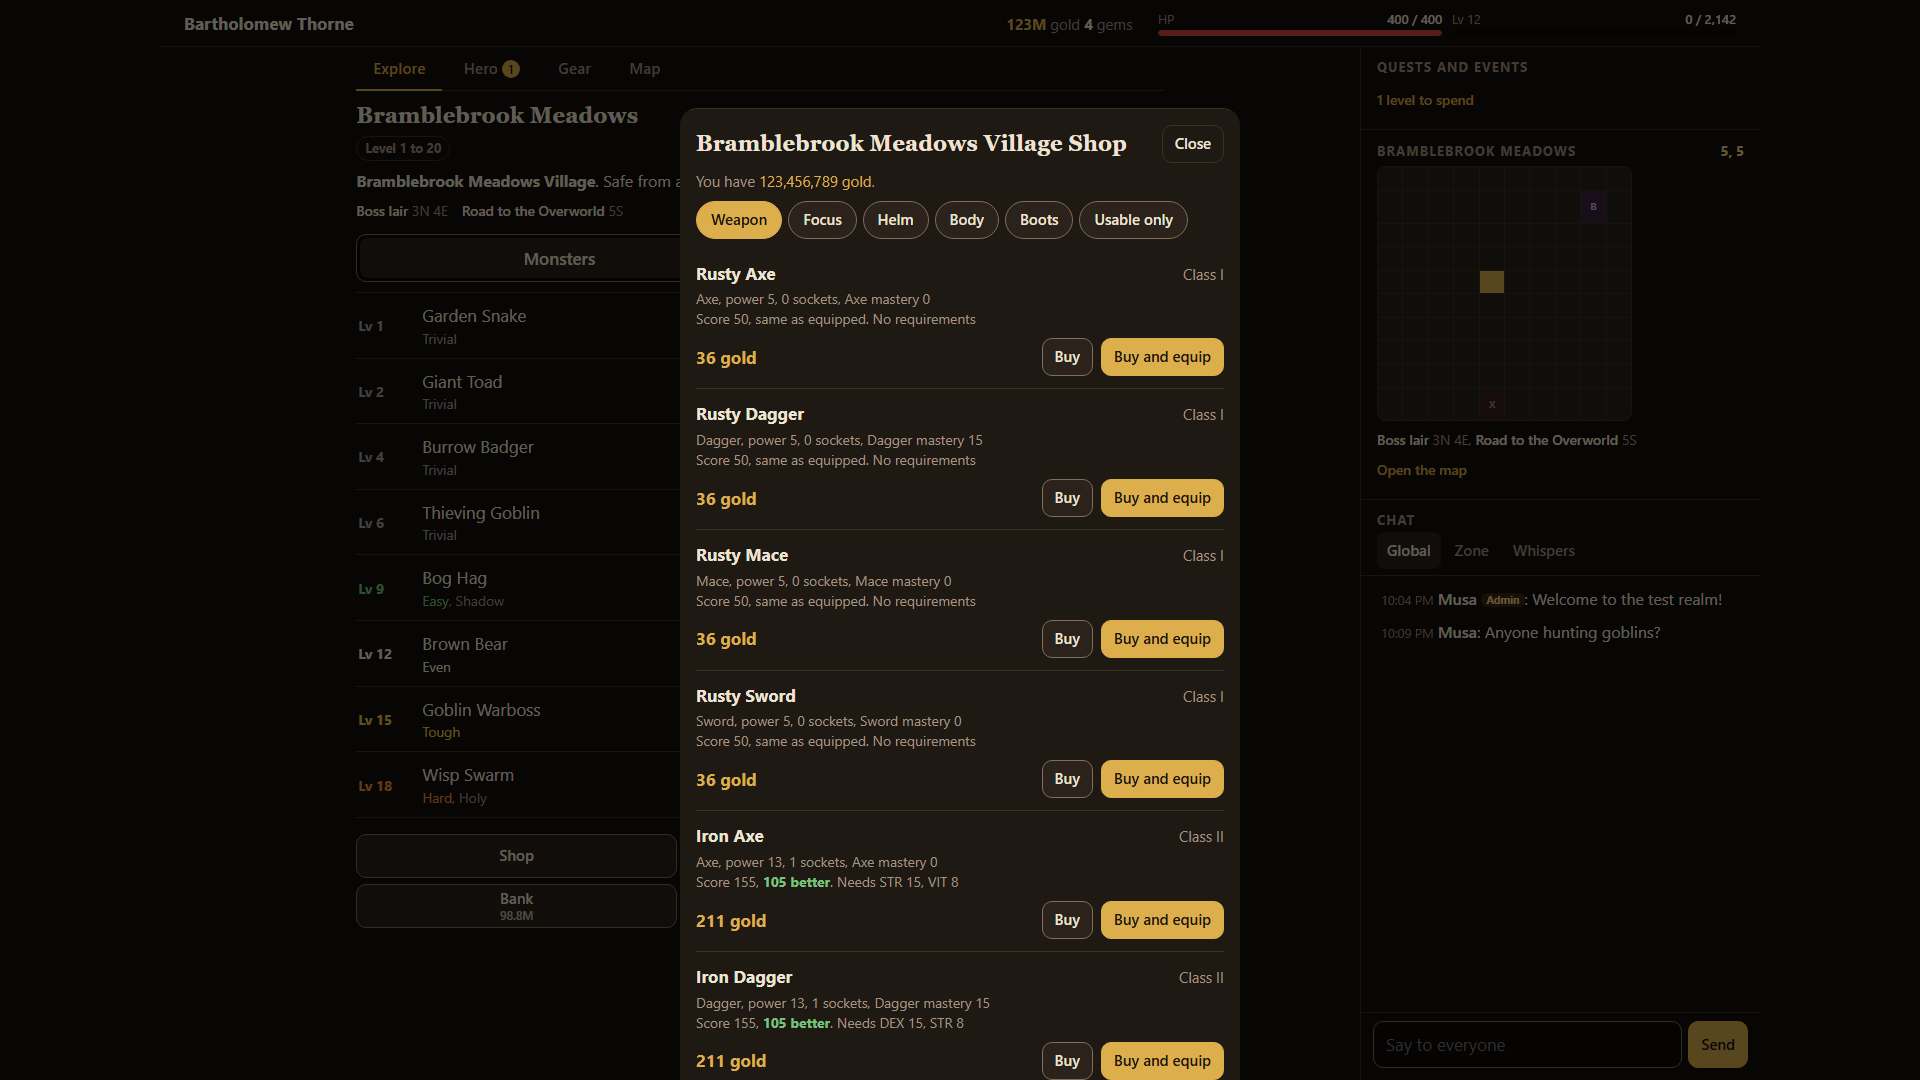 Bartholomew Thorne
123M gold 4 gems
HP 400 / 400
Lv 12 0 / 2,142
Explore
Hero 1
Gear
Map
Bramblebrook Meadows
Level 1 to 20
Bramblebrook Meadows Village. Safe from a
Boss lair 3N 4E Road to the Overworld 5S
Monsters
Lv 1 Garden Snake
Trivial
Lv 2 Giant Toad
Trivial
Lv 4 Burrow Badger
Trivial
Lv 6 Thieving Goblin
Trivial
Lv 9 Bog Hag
Easy, Shadow
Lv 12 Brown Bear
Even
Lv 15 Goblin Warboss
Tough
Lv 18 Wisp Swarm
Hard, Holy
Shop
Bank
98.8M
Bramblebrook Meadows Village Shop
Close
You have 123,456,789 gold.
Weapon
Focus
Helm
Body
Boots
Usable only
Rusty Axe Class I
Axe, power 5, 0 sockets, Axe mastery 0
Score 50, same as equipped. No requirements
36 gold Buy Buy and equip
Rusty Dagger Class I
Dagger, power 5, 0 sockets, Dagger mastery 15
Score 50, same as equipped. No requirements
36 gold Buy Buy and equip
Rusty Mace Class I
Mace, power 5, 0 sockets, Mace mastery 0
Score 50, same as equipped. No requirements
36 gold Buy Buy and equip
Rusty Sword Class I
Sword, power 5, 0 sockets, Sword mastery 0
Score 50, same as equipped. No requirements
36 gold Buy Buy and equip
Iron Axe Class II
Axe, power 13, 1 sockets, Axe mastery 0
Score 155, 105 better. Needs STR 15, VIT 8
211 gold Buy Buy and equip
Iron Dagger Class II
Dagger, power 13, 1 sockets, Dagger mastery 15
Score 155, 105 better. Needs DEX 15, STR 8
211 gold Buy Buy and equip
QUESTS AND EVENTS
1 level to spend
BRAMBLEBROOK MEADOWS 5, 5
B
X
Boss lair 3N 4E, Road to the Overworld 5S
Open the map
CHAT
Global
Zone
Whispers
10:04 PM Musa Admin : Welcome to the test realm!
10:09 PM Musa: Anyone hunting goblins?
Say to everyone
Send